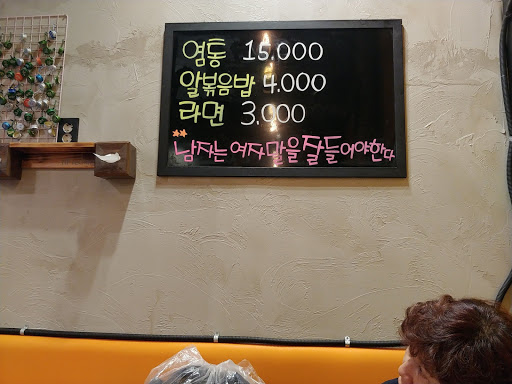 염통 15.000
알볶음밥 4.000
라면 3.000
남자는 여자 말을 잘 들어야한다